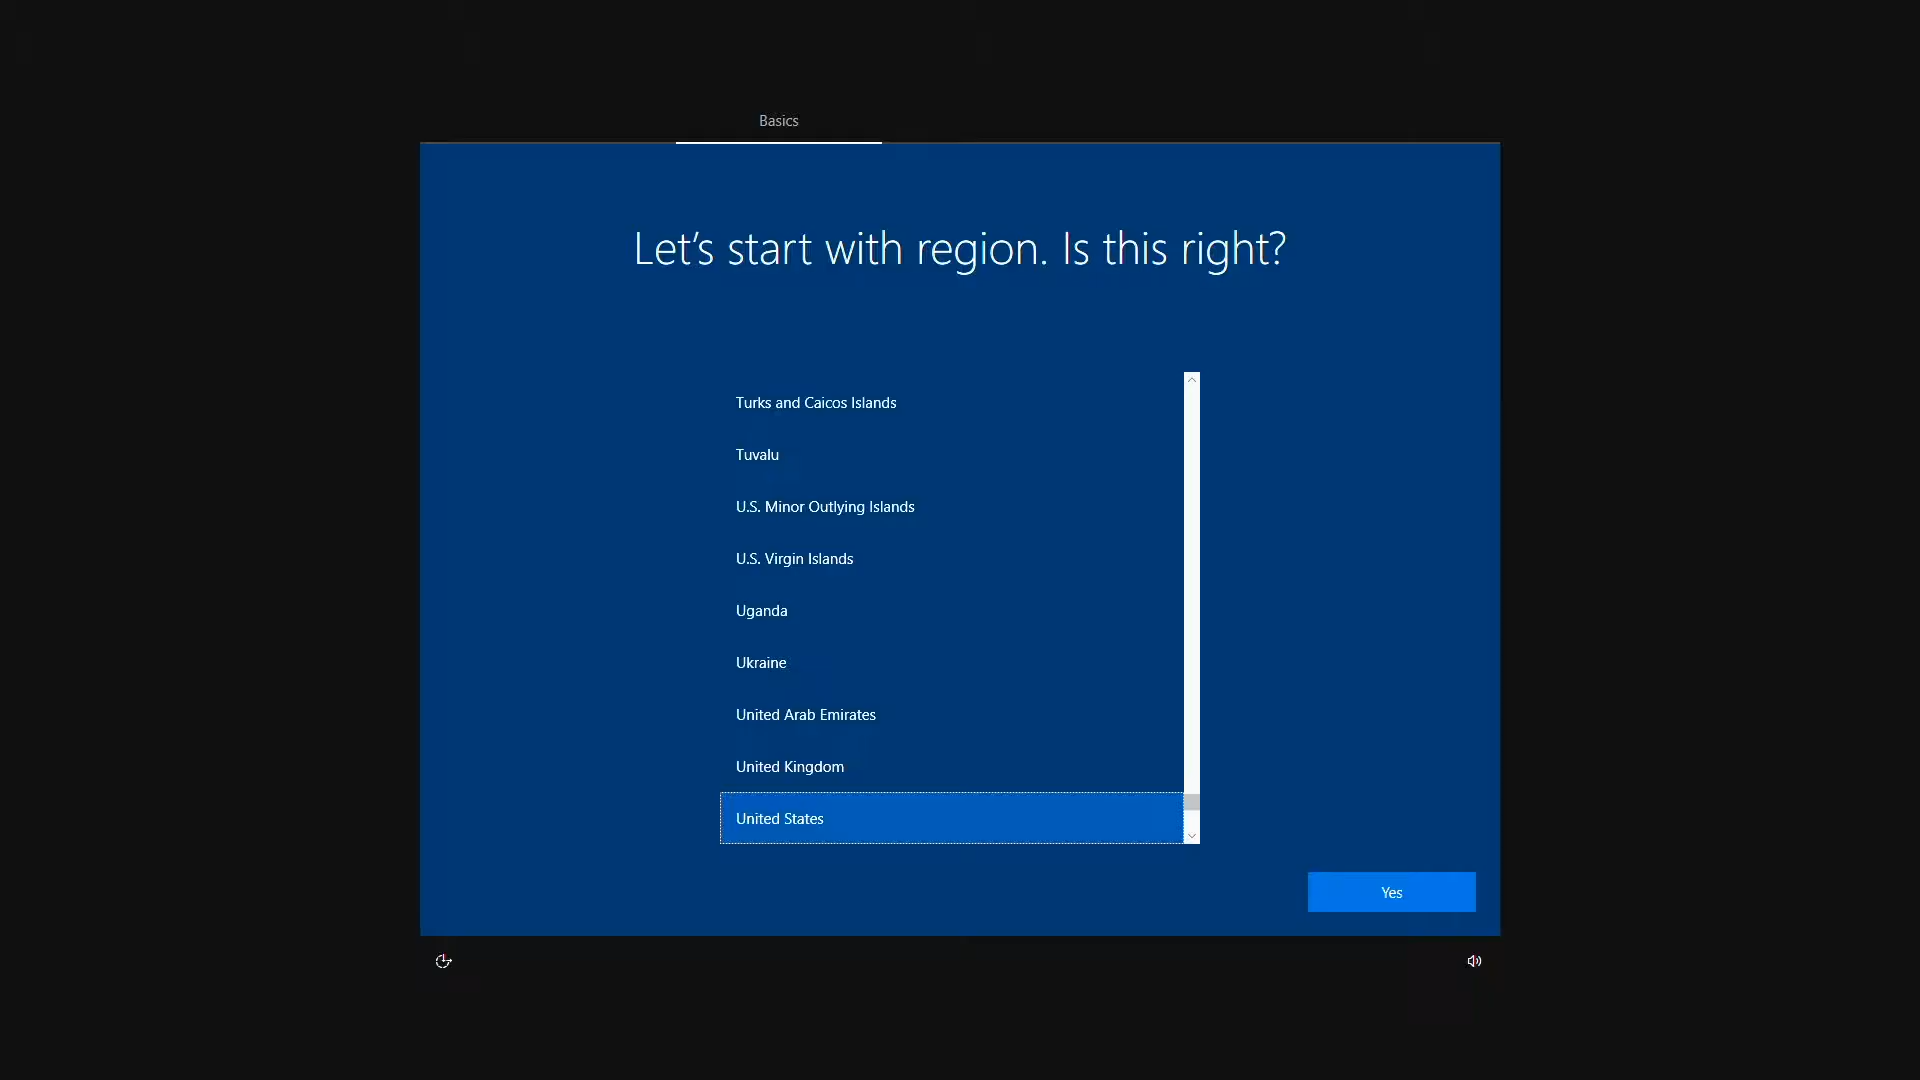 Basics
Let’s start with region. Is this right?
Turks and Caicos Islands
Tuvalu
U.S. Minor Outlying Islands
U.S. Virgin Islands
Uganda
Ukraine
United Arab Emirates
United Kingdom
United States
Yes